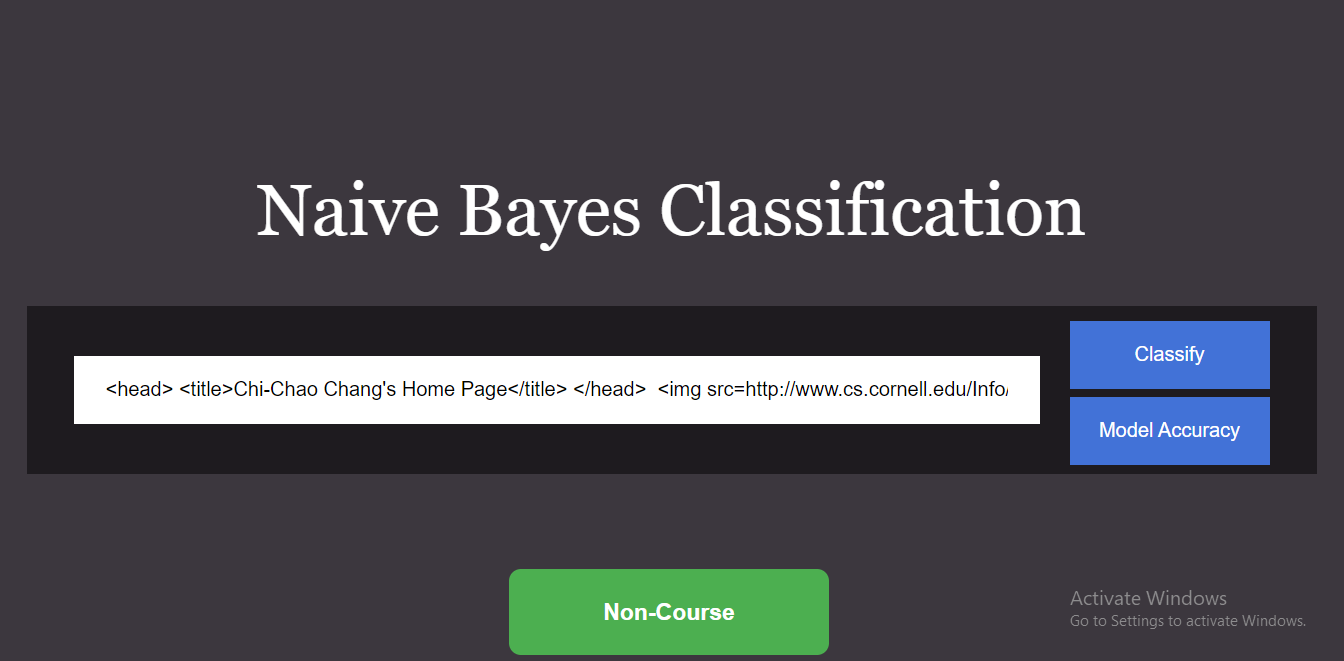 Naive Bayes Classification
<head> <title>Chi-Chao Chang's Home Page</title> </head>  <img src=http://www.cs.cornell.edu/Info/
Classify
Model Accuracy
Non-Course
Activate Windows
Go to Settings to activate Windows.